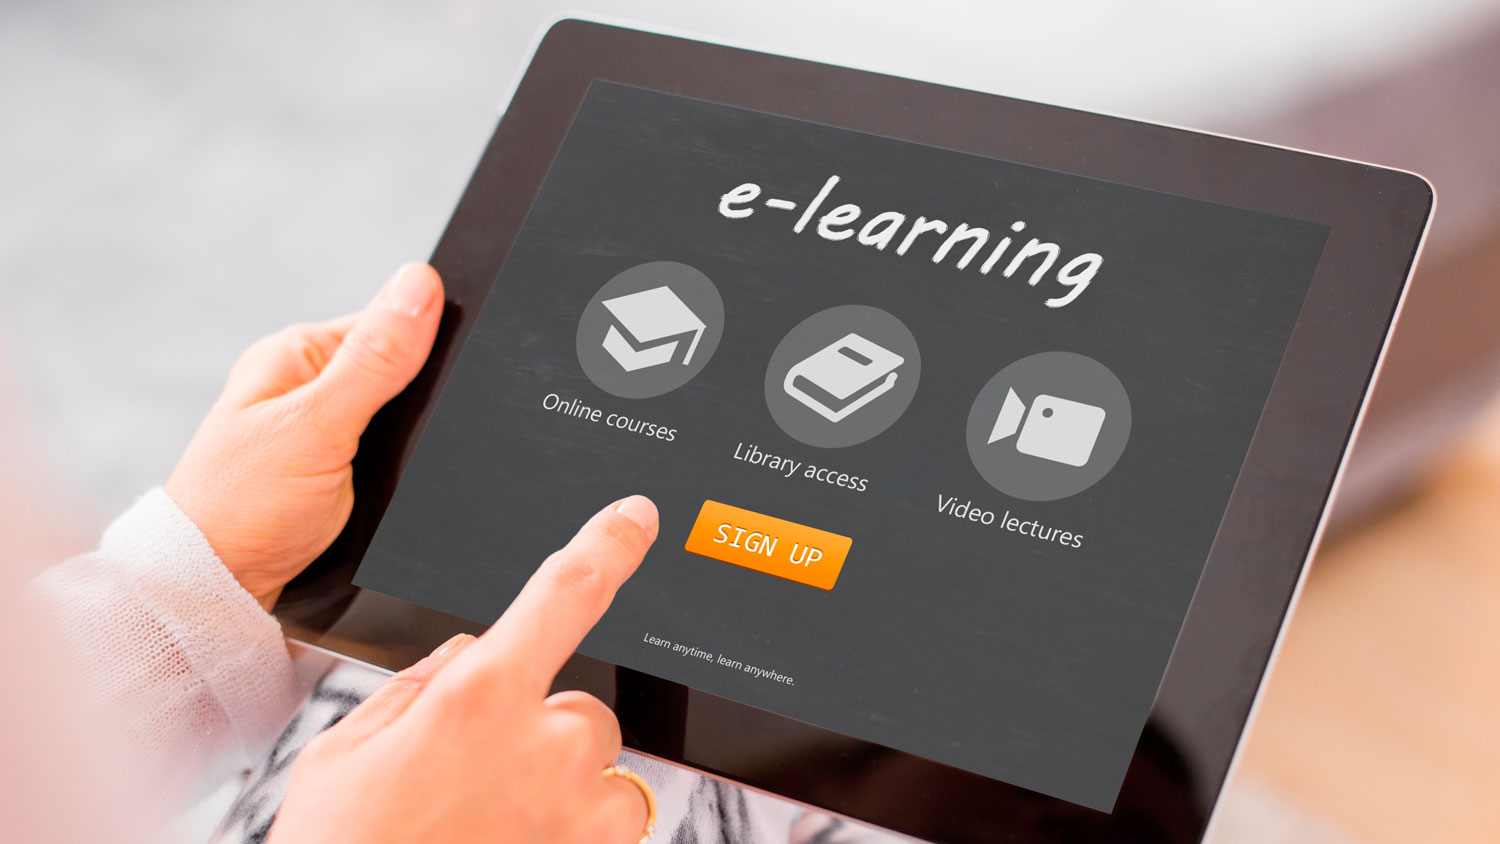 e-learning
Online courses
Library access
Video lectures
SIGN UP
Learn anytime, learn anywhere.